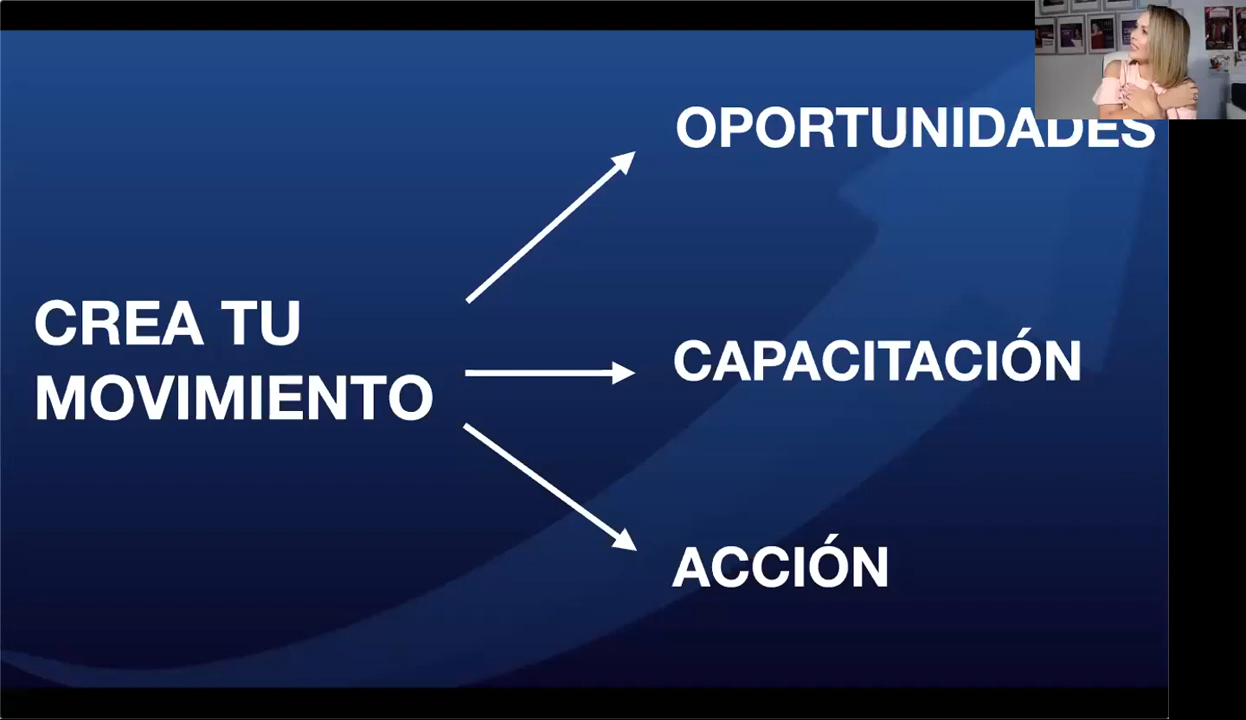 OPORTUNIDADES
CREA TU
MOVIMIENTO
CAPACITACIÓN
ACCIÓN